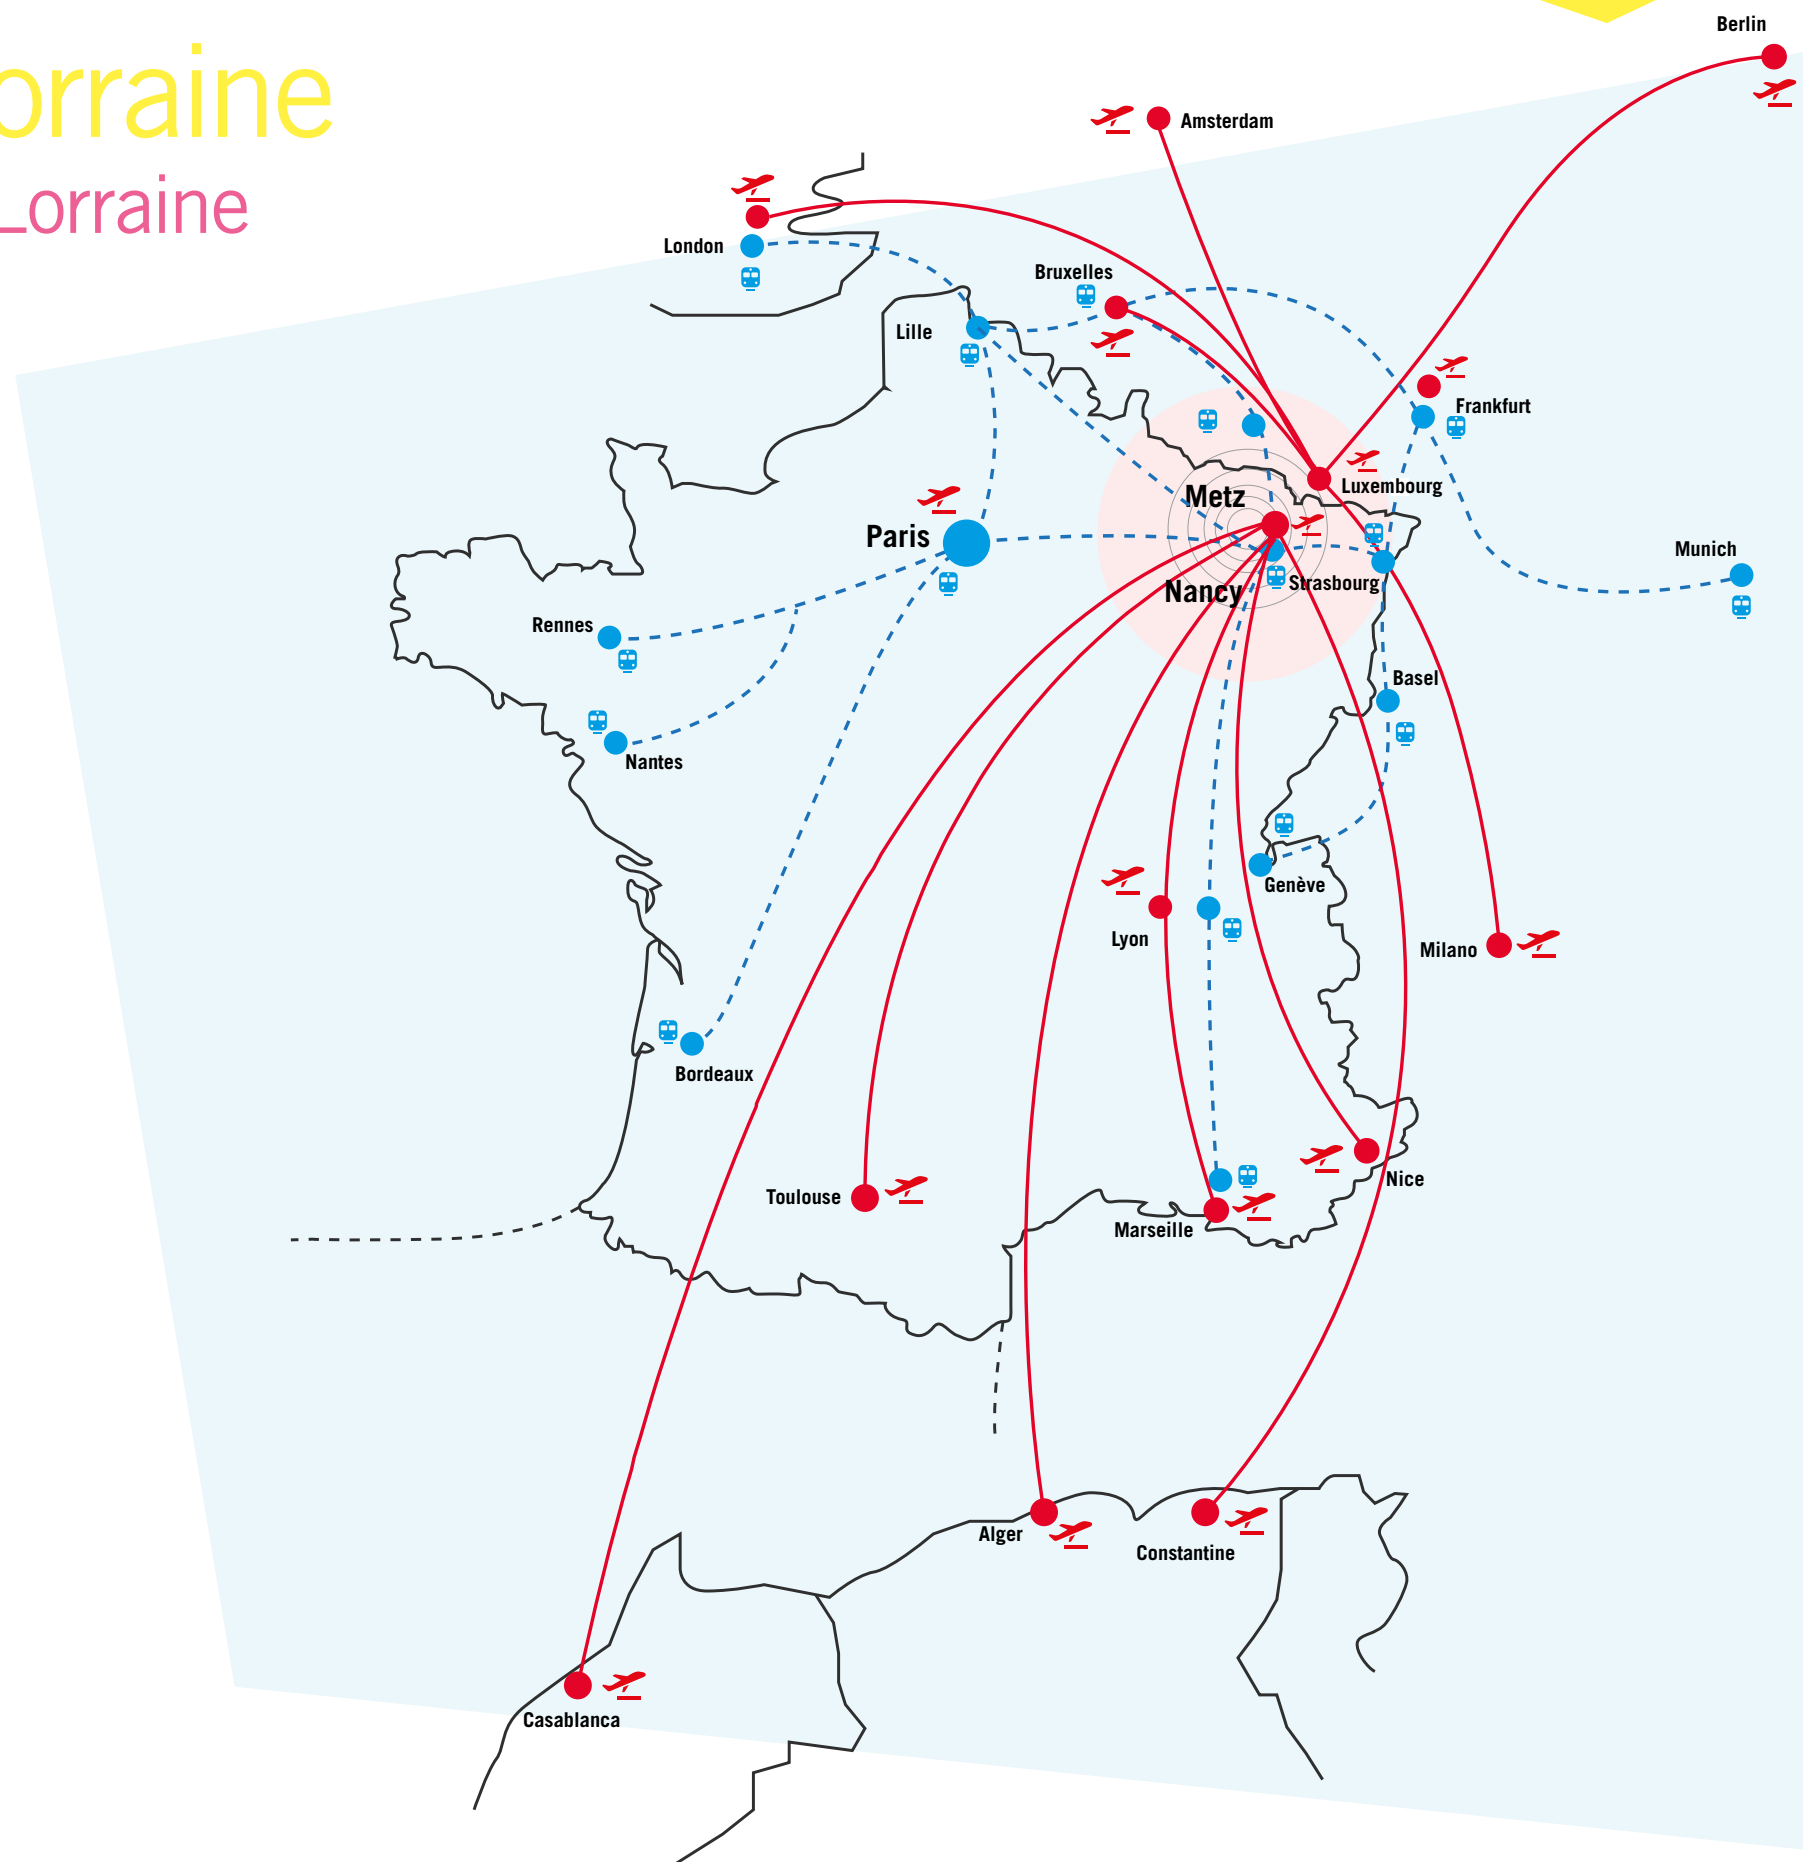 orraine
Lorraine
Berlin
Amsterdam
London
Bruxelles
Lille
Frankfurt
Luxembourg
Metz
Paris
Munich
Strasbourg
Nancy
Rennes
Basel
Nantes
Genève
Lyon
Milano
Bordeaux
Nice
Toulouse
Marseille
Alger
Constantine
Casablanca